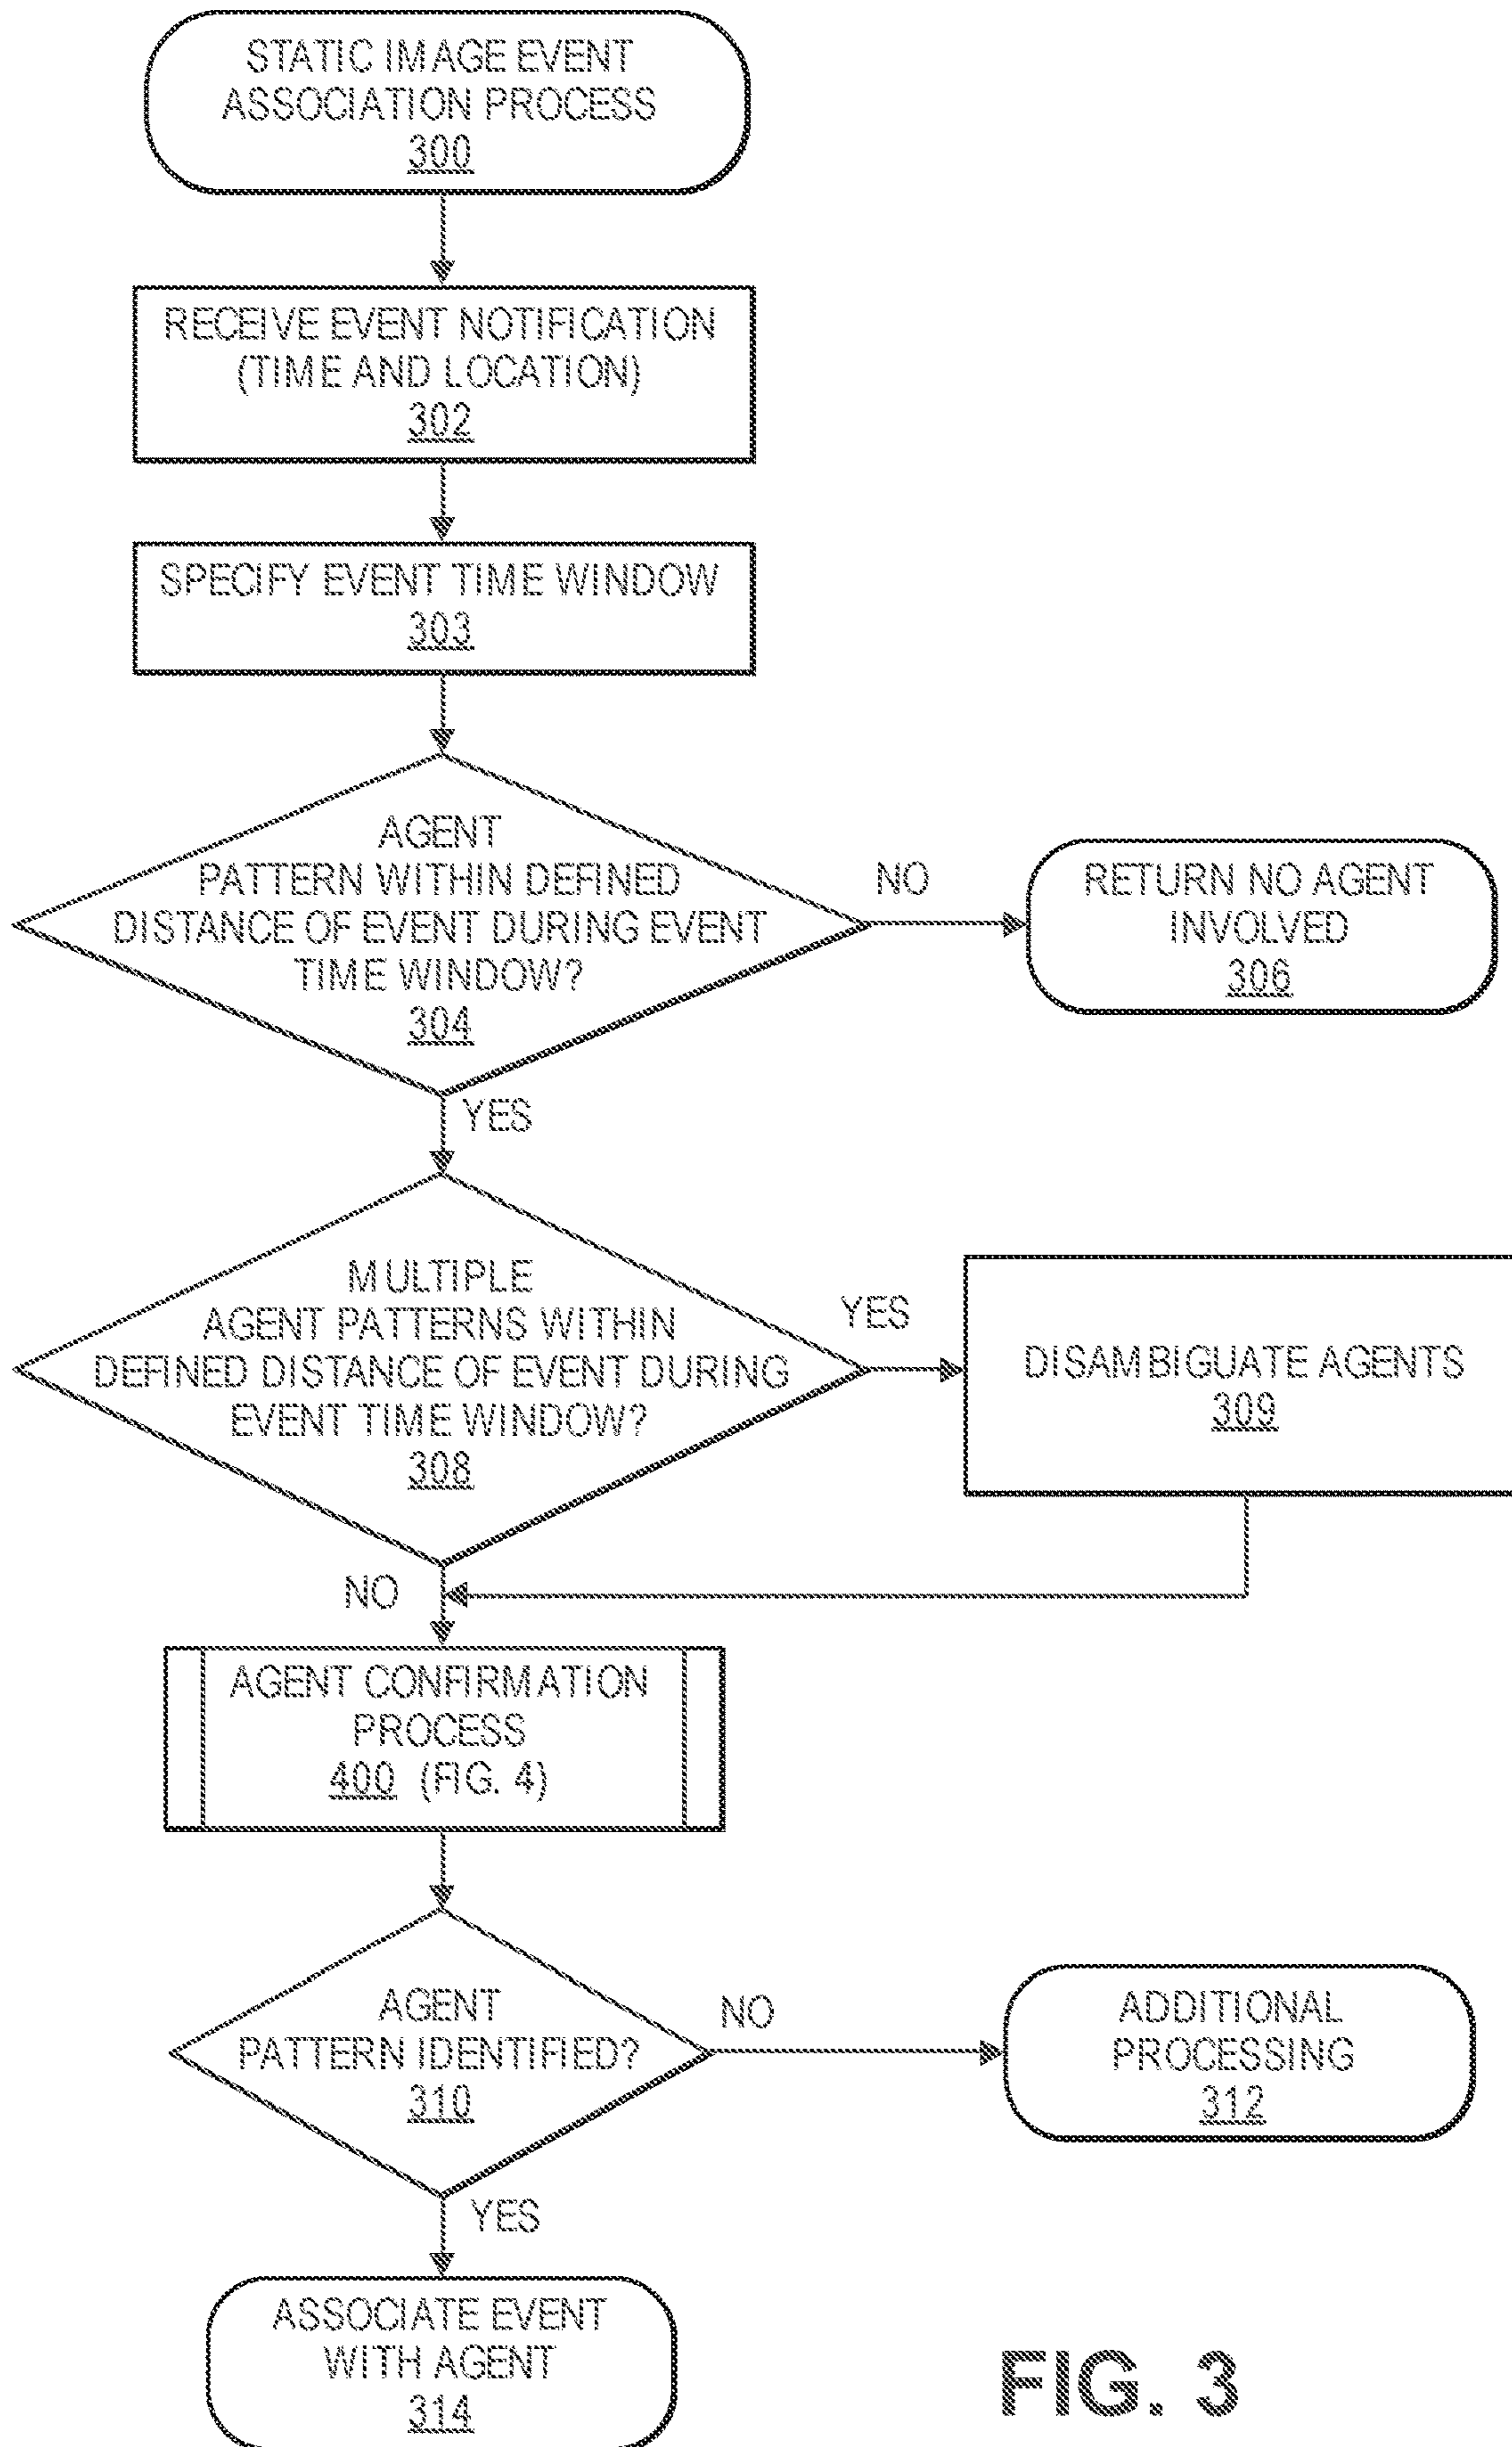 STATIC IMAGE EVENT
ASSOCIATION PROCESS
300
RECEIVE EVENT NOTIFICATION
(TIME AND LOCATION)
302
SPECIFY EVENT TIME WINDOW
303
AGENT
PATTERN WITHIN DEFINED
DISTANCE OF EVENT DURING EVENT
TIME WINDOW?
304
NO
RETURN NO AGENT
INVOLVED
306
YES
MULTIPLE
AGENT PATTERNS WITHIN
DEFINED DISTANCE OF EVENT DURING
EVENT TIME WINDOW?
308
YES
DISAMBIGUATE AGENTS
309
NO
AGENT CONFIRMATION
PROCESS
400 (FIG. 4)
AGENT
PATTERN IDENTIFIED?
310
NO
ADDITIONAL
PROCESSING
312
YES
ASSOCIATE EVENT
WITH AGENT
314
FIG. 3